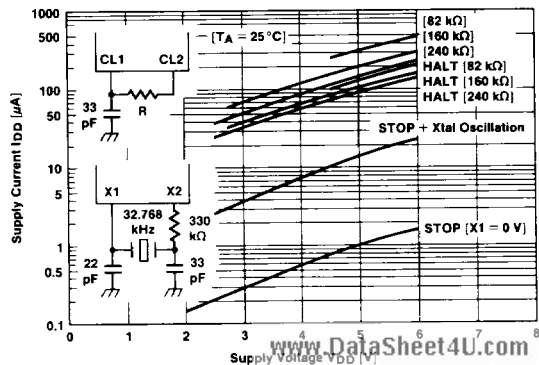 1000
500
100
50
10
5
1
0.5
0.1
Supply Current IDD [µA]
[TA = 25°C]
CL1 CL2
33
pF
R
X1 X2
32.768
kHz
330
kΩ
22
pF
33
pF
[82 kΩ]
[160 kΩ]
[240 kΩ]
HALT [82 kΩ]
HALT [160 kΩ]
HALT [240 kΩ]
STOP + Xtal Oscillation
STOP [X1 = 0 V]
0 1 2 3 4 5 6 7 8
Supply Voltage VDD [V]
www.DataSheet4U.com